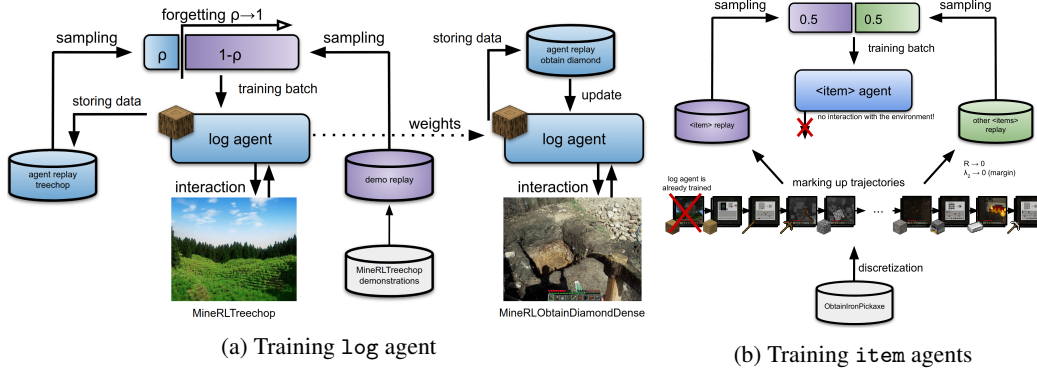 forgetting ρ→1
sampling
sampling
ρ
1-ρ
training batch
storing data
log agent
agent replay
treechop
interaction
MineRLTreechop
weights
demo replay
MineRLTreechop
demonstrations
storing data
agent replay
obtain diamond
update
log agent
interaction
MineRLObtainDiamondDense
(a) Training log agent
sampling
sampling
0.5
0.5
training batch
<item> agent
no interaction with the environment!
<item> replay
other <items>
replay
R → 0
λ₂ → 0 (margin)
log agent is
already trained
marking up trajectories
...
discretization
ObtainIronPickaxe
(b) Training item agents